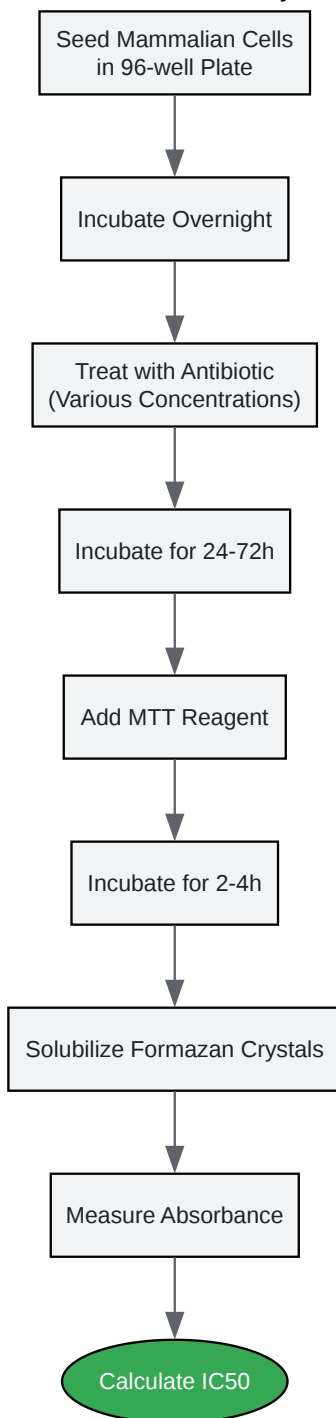 Seed Mammalian Cells
in 96-well Plate
Incubate Overnight
Treat with Antibiotic
(Various Concentrations)
Incubate for 24-72h
Add MTT Reagent
Incubate for 2-4h
Solubilize Formazan Crystals
Measure Absorbance
Calculate IC50